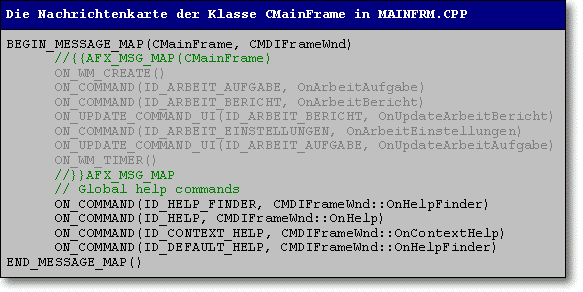 Die Nachrichtenkarte der Klasse CMainFrame in MAINFRM.CPP
BEGIN_MESSAGE_MAP(CMainFrame, CMDIFrameWnd)
//{{AFX_MSG_MAP(CMainFrame)
ON_WM_CREATE()
ON_COMMAND(ID_ARBEIT_AUFGABE, OnArbeitAufgabe)
ON_COMMAND(ID_ARBEIT_BERICHT, OnArbeitBericht)
ON_UPDATE_COMMAND_UI(ID_ARBEIT_BERICHT, OnUpdateArbeitBericht)
ON_COMMAND(ID_ARBEIT_EINSTELLUNGEN, OnArbeitEinstellungen)
ON_UPDATE_COMMAND_UI(ID_ARBEIT_AUFGABE, OnUpdateArbeitAufgabe)
ON_WM_TIMER()
//}}AFX_MSG_MAP
// Global help commands
ON_COMMAND(ID_HELP_FINDER, CMDIFrameWnd::OnHelpFinder)
ON_COMMAND(ID_HELP, CMDIFrameWnd::OnHelp)
ON_COMMAND(ID_CONTEXT_HELP, CMDIFrameWnd::OnContextHelp)
ON_COMMAND(ID_DEFAULT_HELP, CMDIFrameWnd::OnHelpFinder)
END_MESSAGE_MAP()